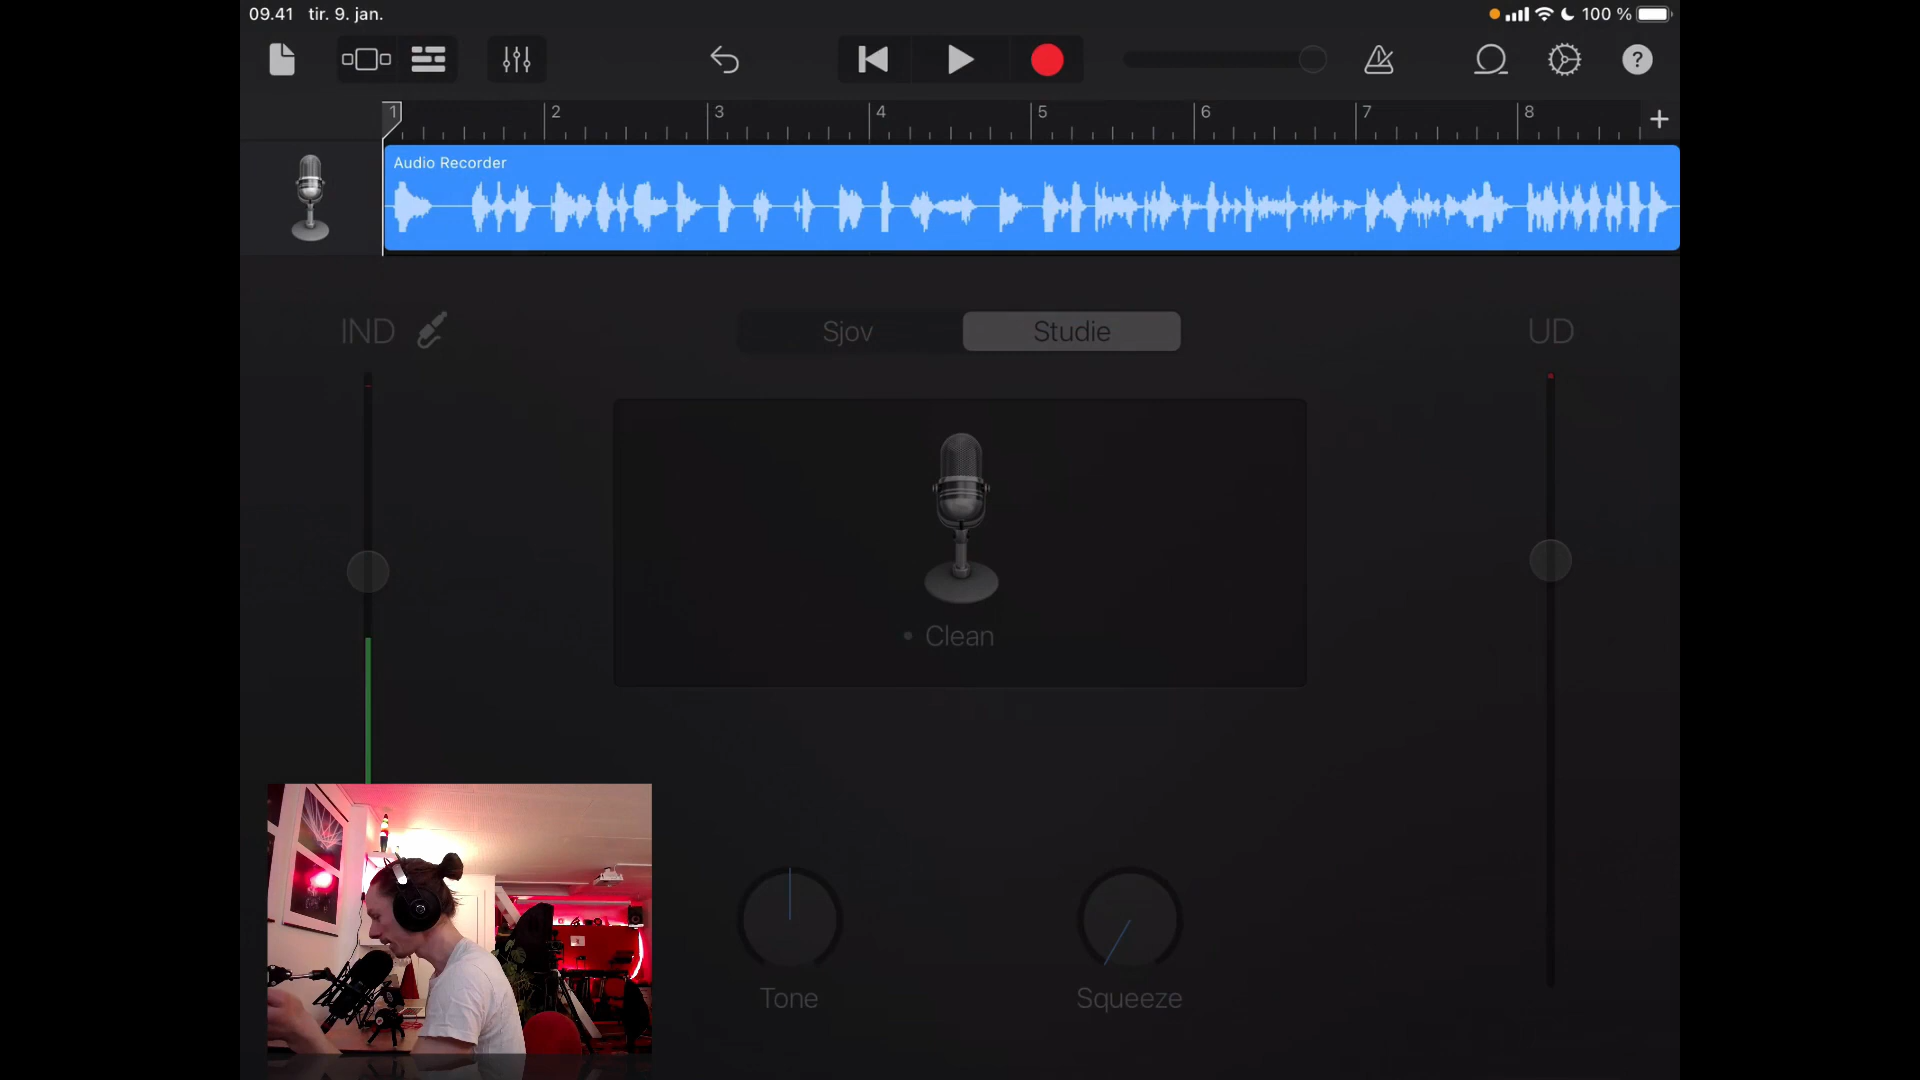 09.41 tir. 9. jan.
100 %
?
1 2 3 4 5 6 7 8 +
Audio Recorder
IND
Sjov Studie
UD
Clean
Tone Squeeze